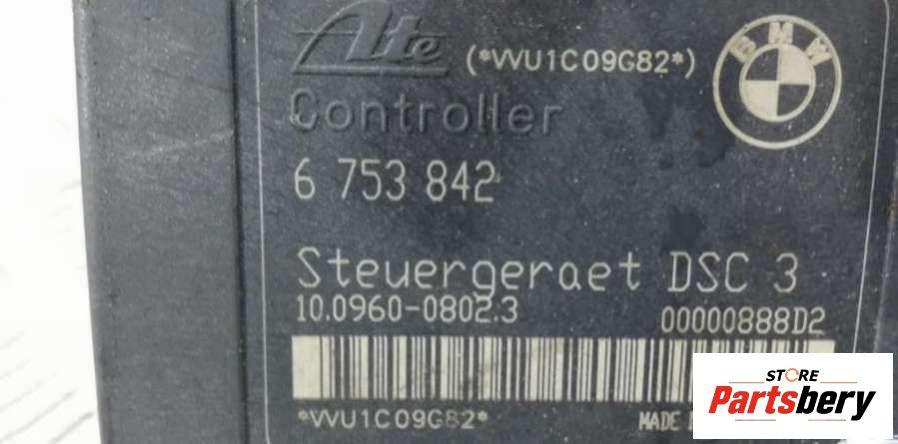 Ate (*VVU1C09G82*) BMW
Controller
6 753 842
Steuergeraet DSC 3
10.0960-0802.3 00000888D2
*VVU1C09G82* MADE
STORE
Partsbery